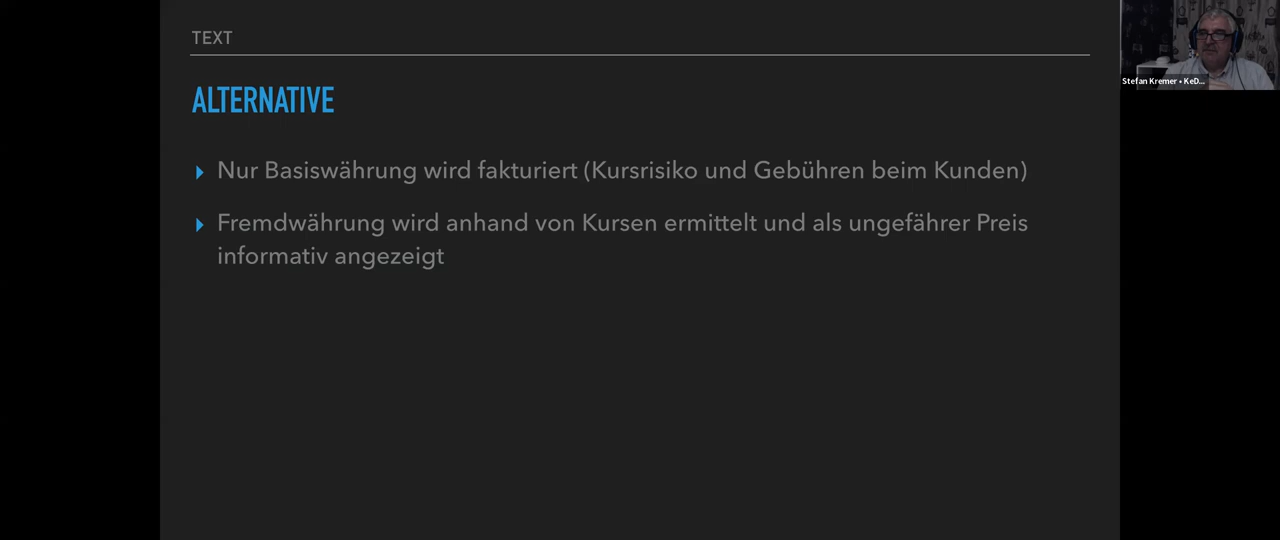 TEXT
ALTERNATIVE
Nur Basiswährung wird fakturiert (Kursrisiko und Gebühren beim Kunden)
Fremdwährung wird anhand von Kursen ermittelt und als ungefährer Preis
informativ angezeigt
Stefan Kremer • KeD...